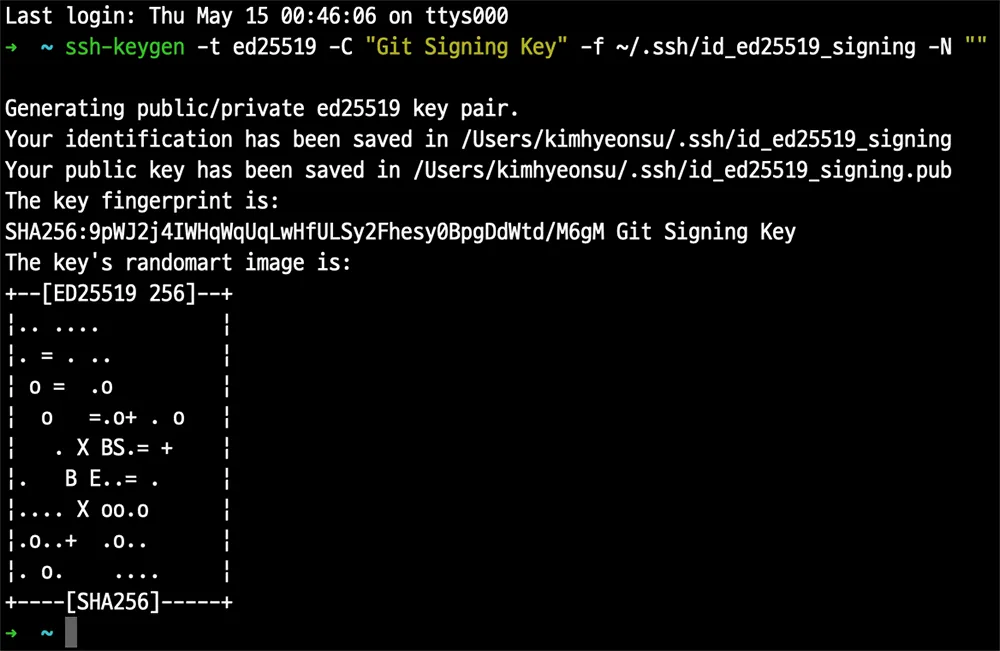 Last login: Thu May 15 00:46:06 on ttys000
➜  ~ ssh-keygen -t ed25519 -C "Git Signing Key" -f ~/.ssh/id_ed25519_signing -N ""

Generating public/private ed25519 key pair.
Your identification has been saved in /Users/kimhyeonsu/.ssh/id_ed25519_signing
Your public key has been saved in /Users/kimhyeonsu/.ssh/id_ed25519_signing.pub
The key fingerprint is:
SHA256:9pWJ2j4IWHqWqUqLwHfULSy2Fhesy0BpgDdWtd/M6gM Git Signing Key
The key's randomart image is:
+--[ED25519 256]--+
|.. ....          |
|. = . ..         |
| o =  .o         |
|  o   =.o+ . o   |
|   . X BS.= +    |
|.   B E..= .     |
|.... X oo.o      |
|.o..+  .o..      |
|. o.    ....     |
+----[SHA256]-----+
➜  ~